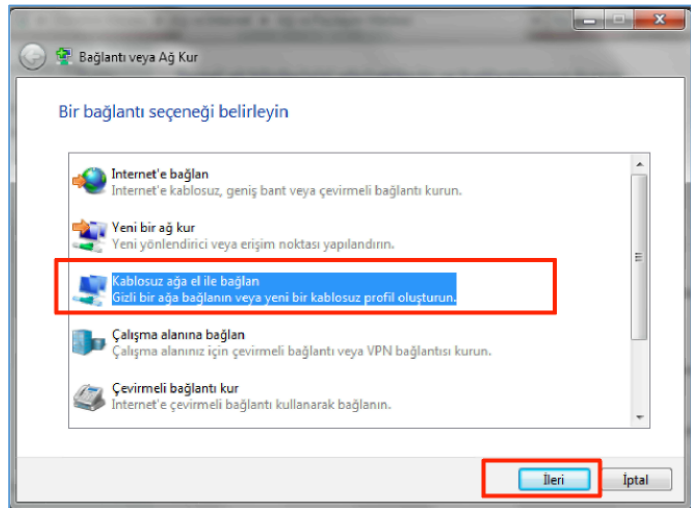 Bağlantı veya Ağ Kur
Bir bağlantı seçeneği belirleyin
Internet'e bağlan
Internet'e kablosuz, geniş bant veya çevirmeli bağlantı kurun.
Yeni bir ağ kur
Yeni yönlendirici veya erişim noktası yapılandırın.
Kablosuz ağa el ile bağlan
Gizli bir ağa bağlanın veya yeni bir kablosuz profil oluşturun.
Çalışma alanına bağlan
Çalışma alanınız için çevirmeli bağlantı veya VPN bağlantısı kurun.
Çevirmeli bağlantı kur
Internet'e çevirmeli bağlantı kullanarak bağlanın.
İleri
İptal